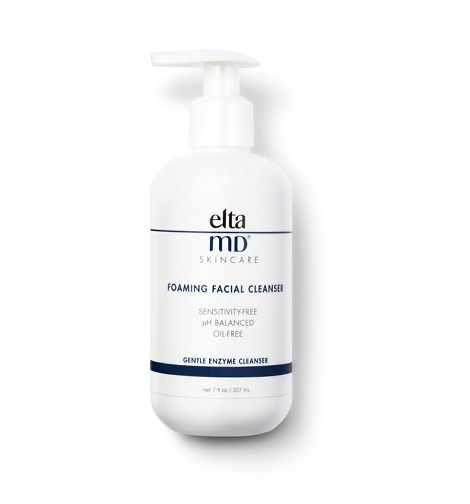 elta
MD®
SKINCARE
FOAMING FACIAL CLEANSER
SENSITIVITY-FREE
pH BALANCED
OIL-FREE
GENTLE ENZYME CLEANSER
net 7 fl oz / 207 mL